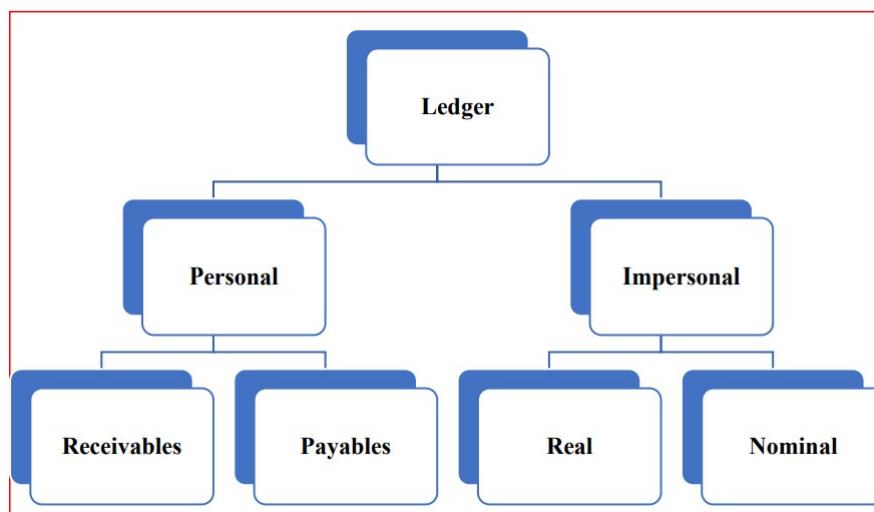 Ledger
Personal
Impersonal
Receivables
Payables
Real
Nominal